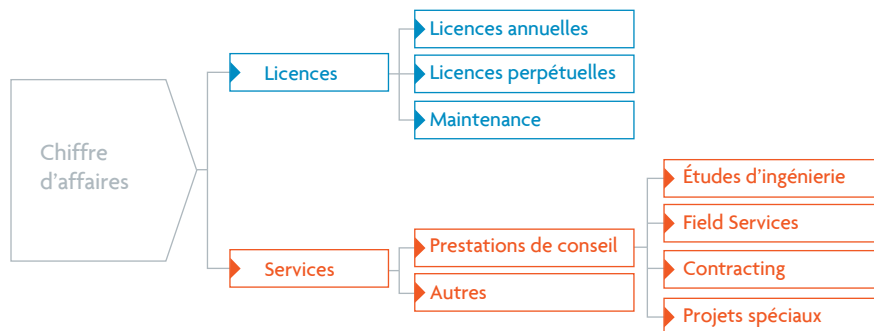 Chiffre
d'affaires
Licences
Licences annuelles
Licences perpétuelles
Maintenance
Services
Prestations de conseil
Autres
Études d'ingénierie
Field Services
Contracting
Projets spéciaux